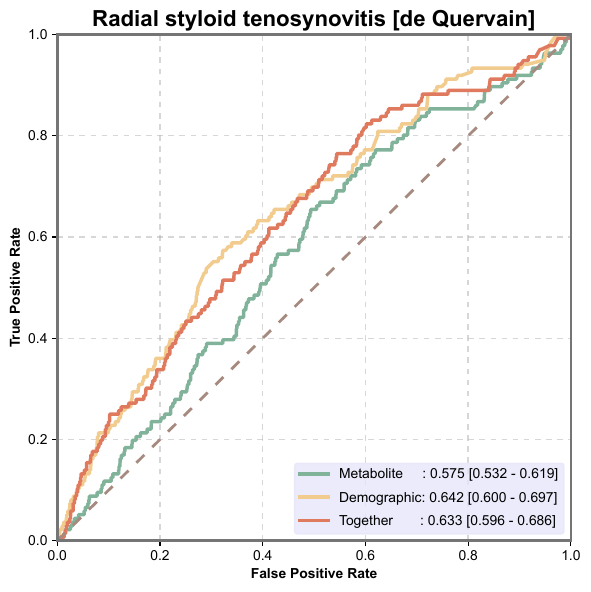 Radial styloid tenosynovitis [de Quervain]
1.0
0.8
0.6
0.4
0.2
0.0
True Positive Rate
Metabolite : 0.575 [0.532 - 0.619]
Demographic: 0.642 [0.600 - 0.697]
Together : 0.633 [0.596 - 0.686]
0.0 0.2 0.4 0.6 0.8 1.0
False Positive Rate